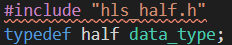 #include "hls_half.h"
typedef half data_type;